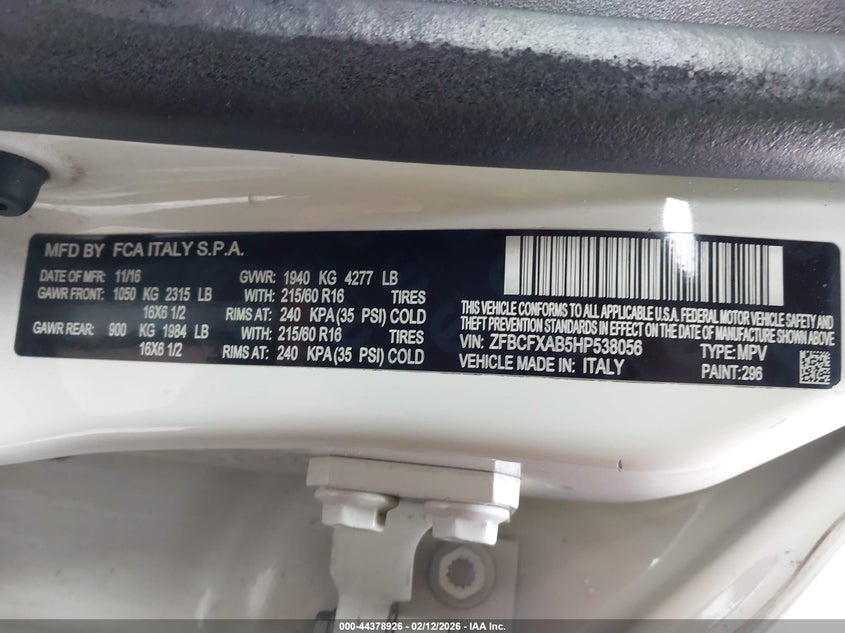 MFD BY FCA ITALY S.P.A.
DATE OF MFR: 11/16 GVWR: 1940 KG 4277 LB
GAWR FRONT: 1050 KG 2315 LB WITH: 215/60 R16 TIRES
16X6 1/2 RIMS AT: 240 KPA (35 PSI) COLD
GAWR REAR: 900 KG 1984 LB WITH: 215/60 R16 TIRES
16X6 1/2 RIMS AT: 240 KPA (35 PSI) COLD
THIS VEHICLE CONFORMS TO ALL APPLICABLE U.S.A. FEDERAL MOTOR VEHICLE SAFETY AND
THEFT PREVENTION STANDARDS IN EFFECT ON THE DATE OF MANUFACTURE SHOWN ABOVE
VIN: ZFBCFXAB5HP538056 TYPE: MPV
VEHICLE MADE IN: ITALY PAINT: 296
000-44378926 - 02/12/2026 - IAA Inc.